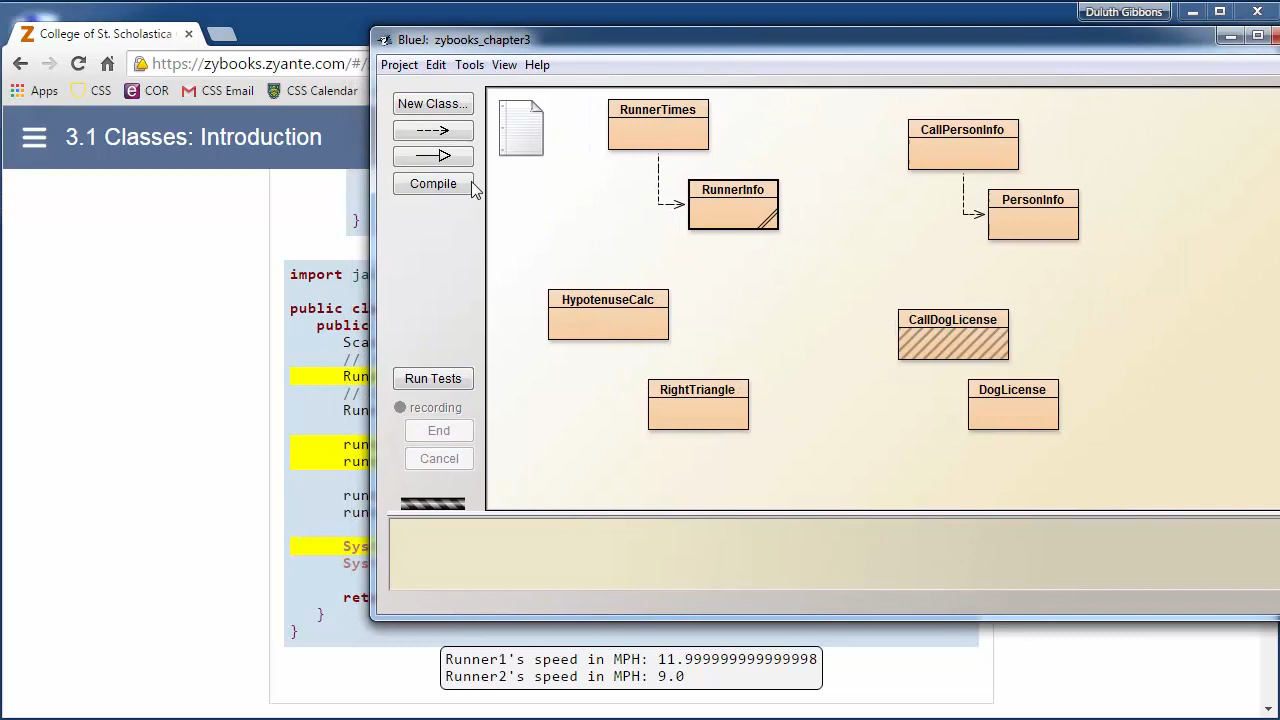 Duluth Gibbons
College of St. Scholastica
https://zybooks.zyante.com/#/
Apps
CSS
COR
CSS Email
CSS Calendar
3.1 Classes: Introduction
}
import ja
public cl
public
Sca
//
Run
//
Run
run
run
run
run
Sys
Sys
ret
}
}
Runner1's speed in MPH: 11.999999999999998
Runner2's speed in MPH: 9.0
BlueJ: zybooks_chapter3
Project Edit Tools View Help
New Class...
Compile
Run Tests
recording
End
Cancel
RunnerTimes
RunnerInfo
CallPersonInfo
PersonInfo
HypotenuseCalc
RightTriangle
CallDogLicense
DogLicense